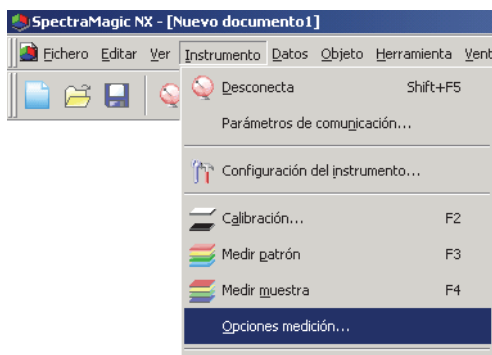 SpectraMagic NX - [Nuevo documento1]
Fichero Editar Ver Instrumento Datos Objeto Herramienta Vent
Desconecta Shift+F5
Parámetros de comunicación...
Configuración del instrumento...
Calibración... F2
Medir patrón F3
Medir muestra F4
Opciones medición...